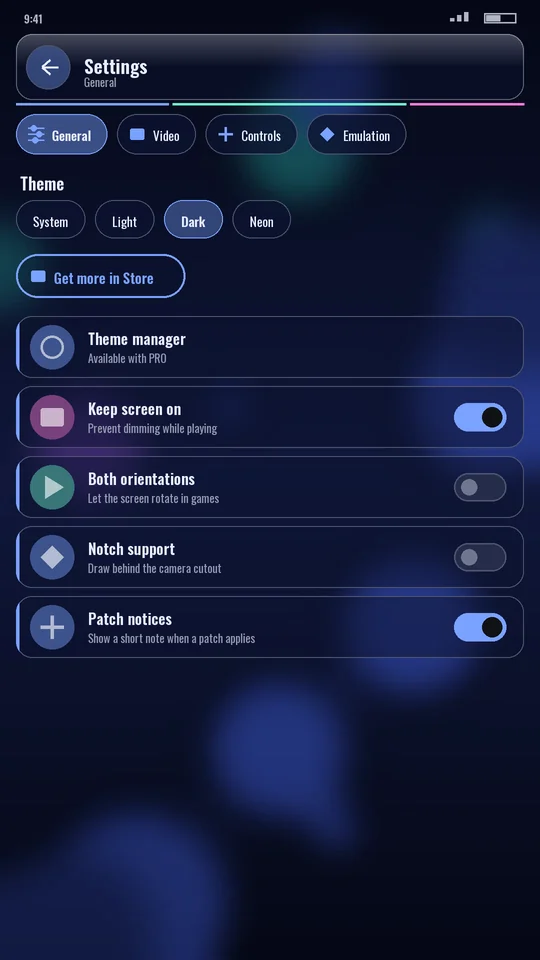 9:41
Settings
General
General
Video
Controls
Emulation
Theme
System
Light
Dark
Neon
Get more in Store
Theme manager
Available with PRO
Keep screen on
Prevent dimming while playing
Both orientations
Let the screen rotate in games
Notch support
Draw behind the camera cutout
Patch notices
Show a short note when a patch applies